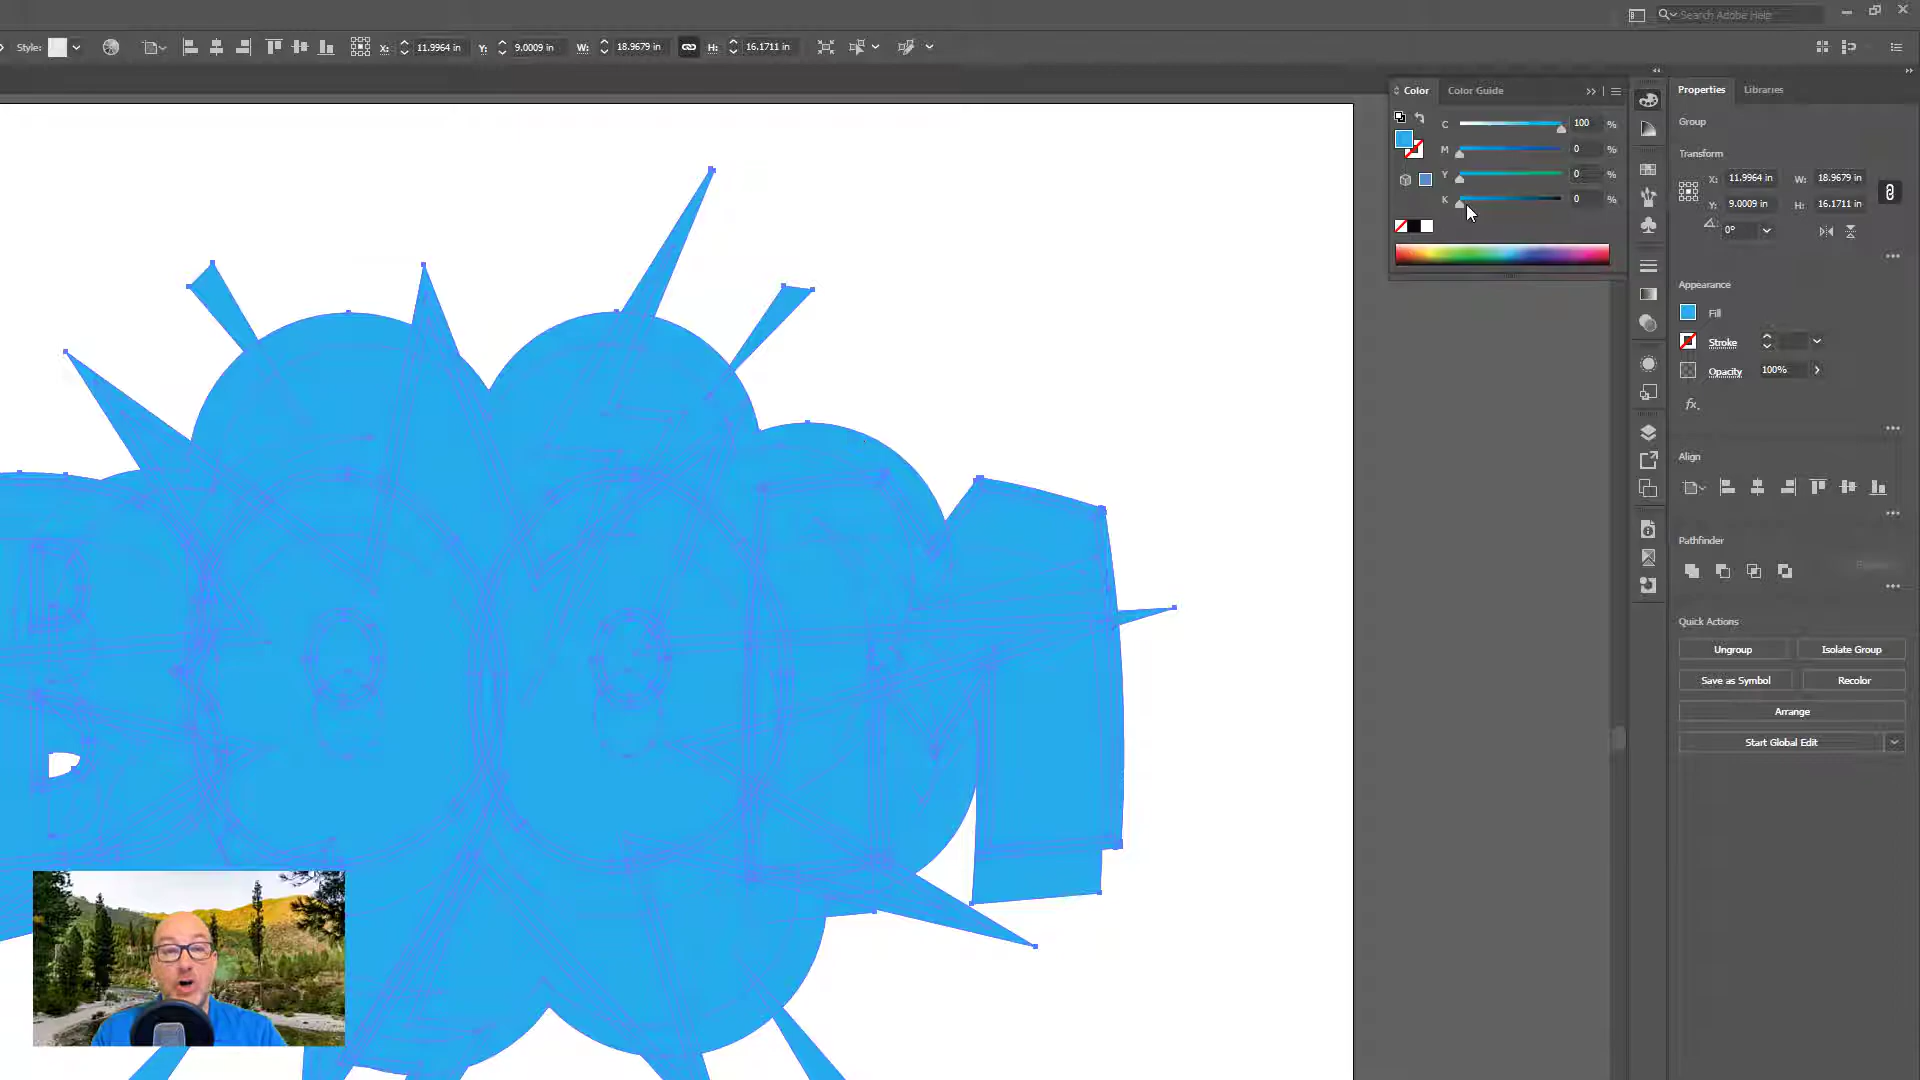 Search Adobe Help
Style:
X: 11.9964 in Y: 9.0009 in W: 18.9679 in H: 16.1711 in
Color Color Guide
C 100 %
M 0 %
Y 0 %
K 0 %
Properties Libraries
Group
Transform
X: 11.9964 in W: 18.9679 in
Y: 9.0009 in H: 16.1711 in
0°
Appearance
Fill
Stroke
Opacity 100%
fx.
Align
Pathfinder
Quick Actions
Ungroup Isolate Group
Save as Symbol Recolor
Arrange
Start Global Edit